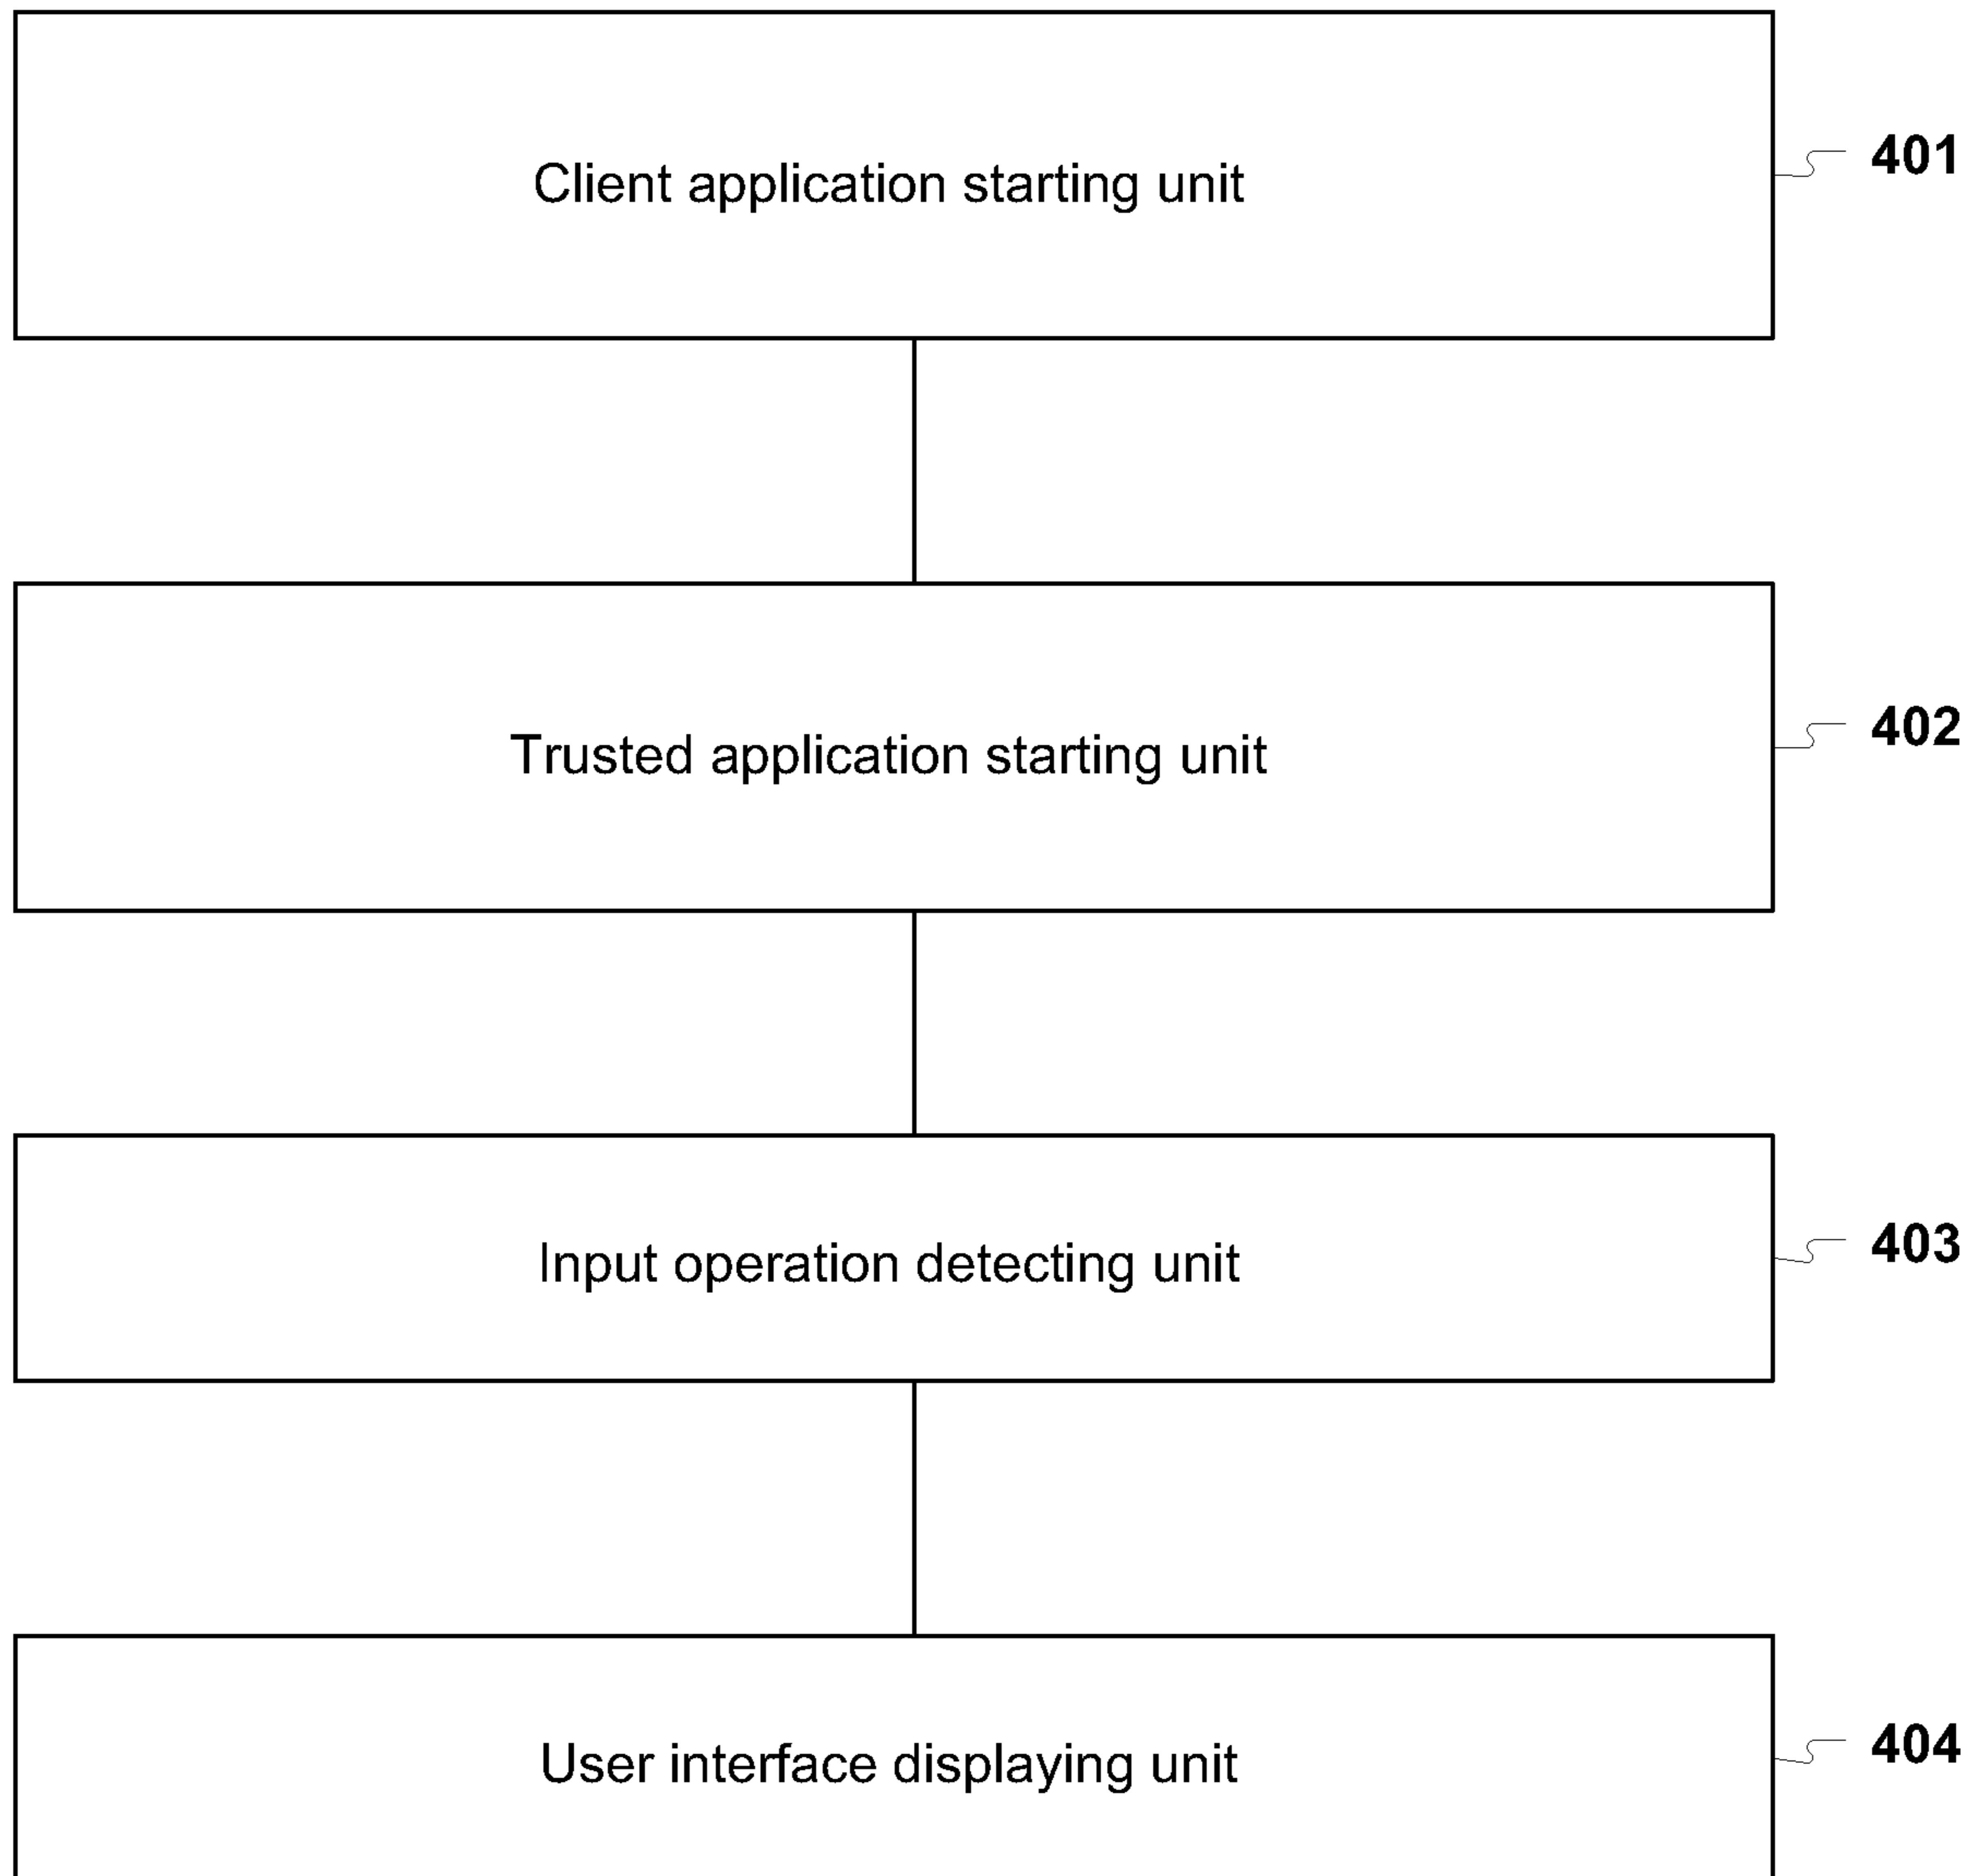 Client application starting unit
401
Trusted application starting unit
402
Input operation detecting unit
403
User interface displaying unit
404